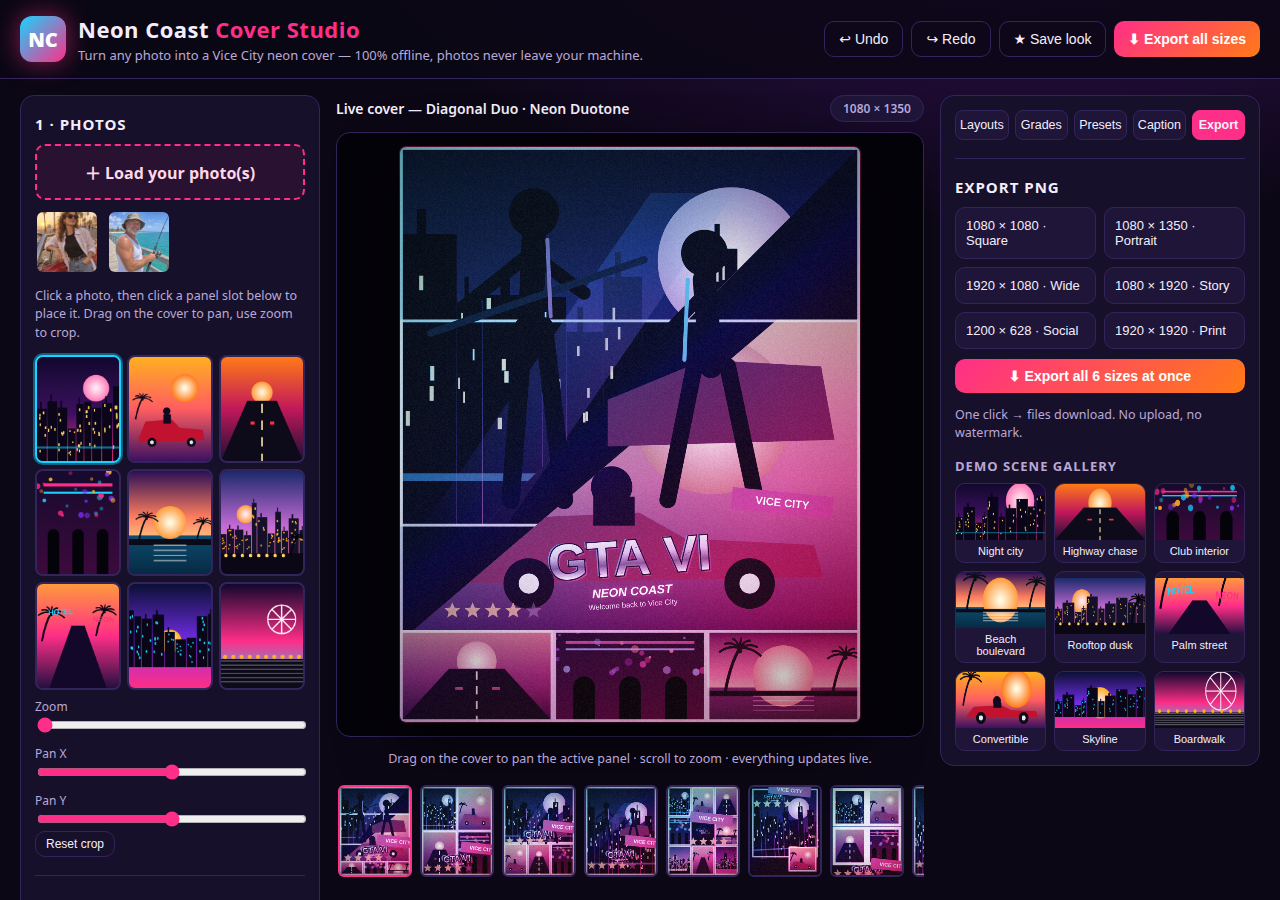 NC
Neon Coast Cover Studio
Turn any photo into a Vice City neon cover — 100% offline, photos never leave your machine.
↩ Undo
↪ Redo
★ Save look
⬇ Export all sizes
1 · PHOTOS
＋ Load your photo(s)
Click a photo, then click a panel slot below to
place it. Drag on the cover to pan, use zoom
to crop.
Zoom
Pan X
Pan Y
Reset crop
Live cover — Diagonal Duo · Neon Duotone
1080 × 1350
VICE CITY
GTA VI
NEON COAST
Welcome back to Vice City
Drag on the cover to pan the active panel · scroll to zoom · everything updates live.
Layouts
Grades
Presets
Caption
Export
EXPORT PNG
1080 × 1080 ·
Square
1080 × 1350 ·
Portrait
1920 × 1080 · Wide
1080 × 1920 · Story
1200 × 628 · Social
1920 × 1920 · Print
⬇ Export all 6 sizes at once
One click → files download. No upload, no
watermark.
DEMO SCENE GALLERY
Night city
Highway chase
Club interior
Beach
boulevard
Rooftop dusk
HOTEL
NEON
Palm street
Convertible
Skyline
Boardwalk